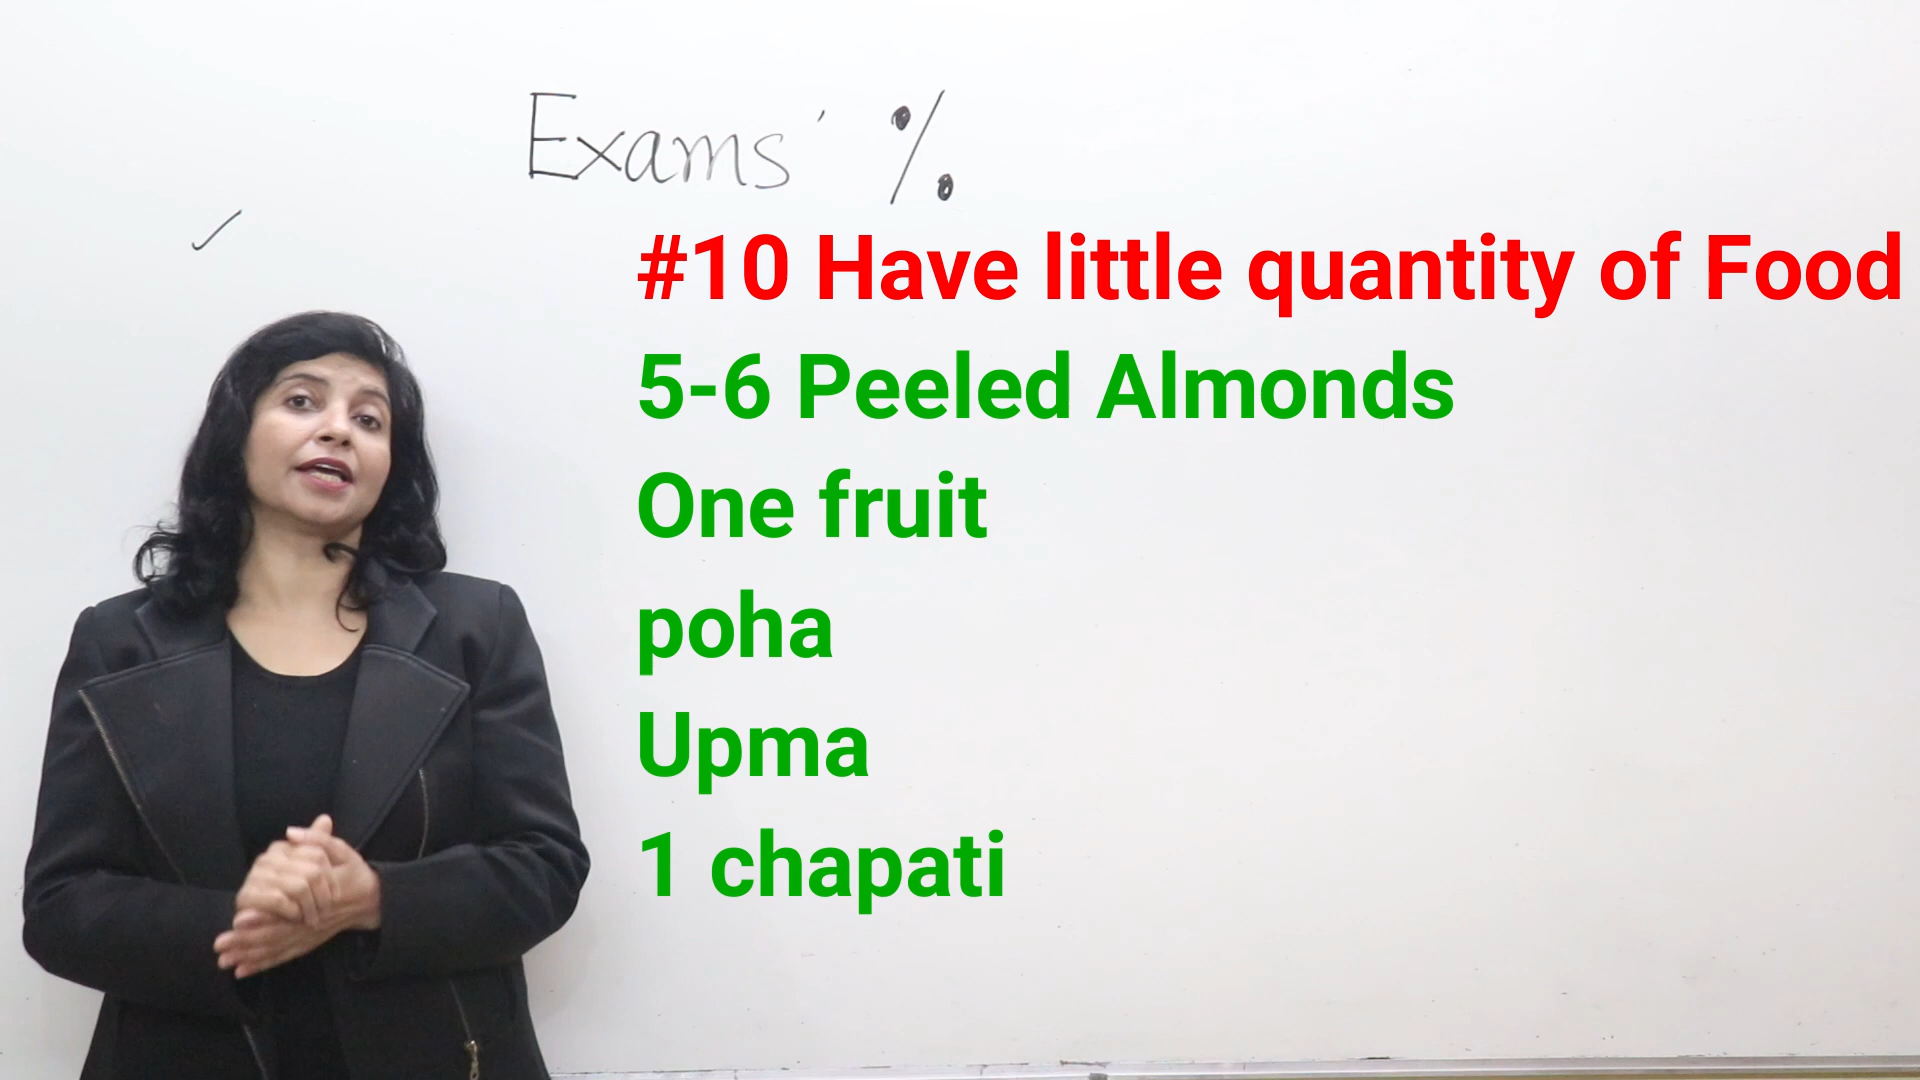 Exams' %
#10 Have little quantity of Food
5-6 Peeled Almonds
One fruit
poha
Upma
1 chapati